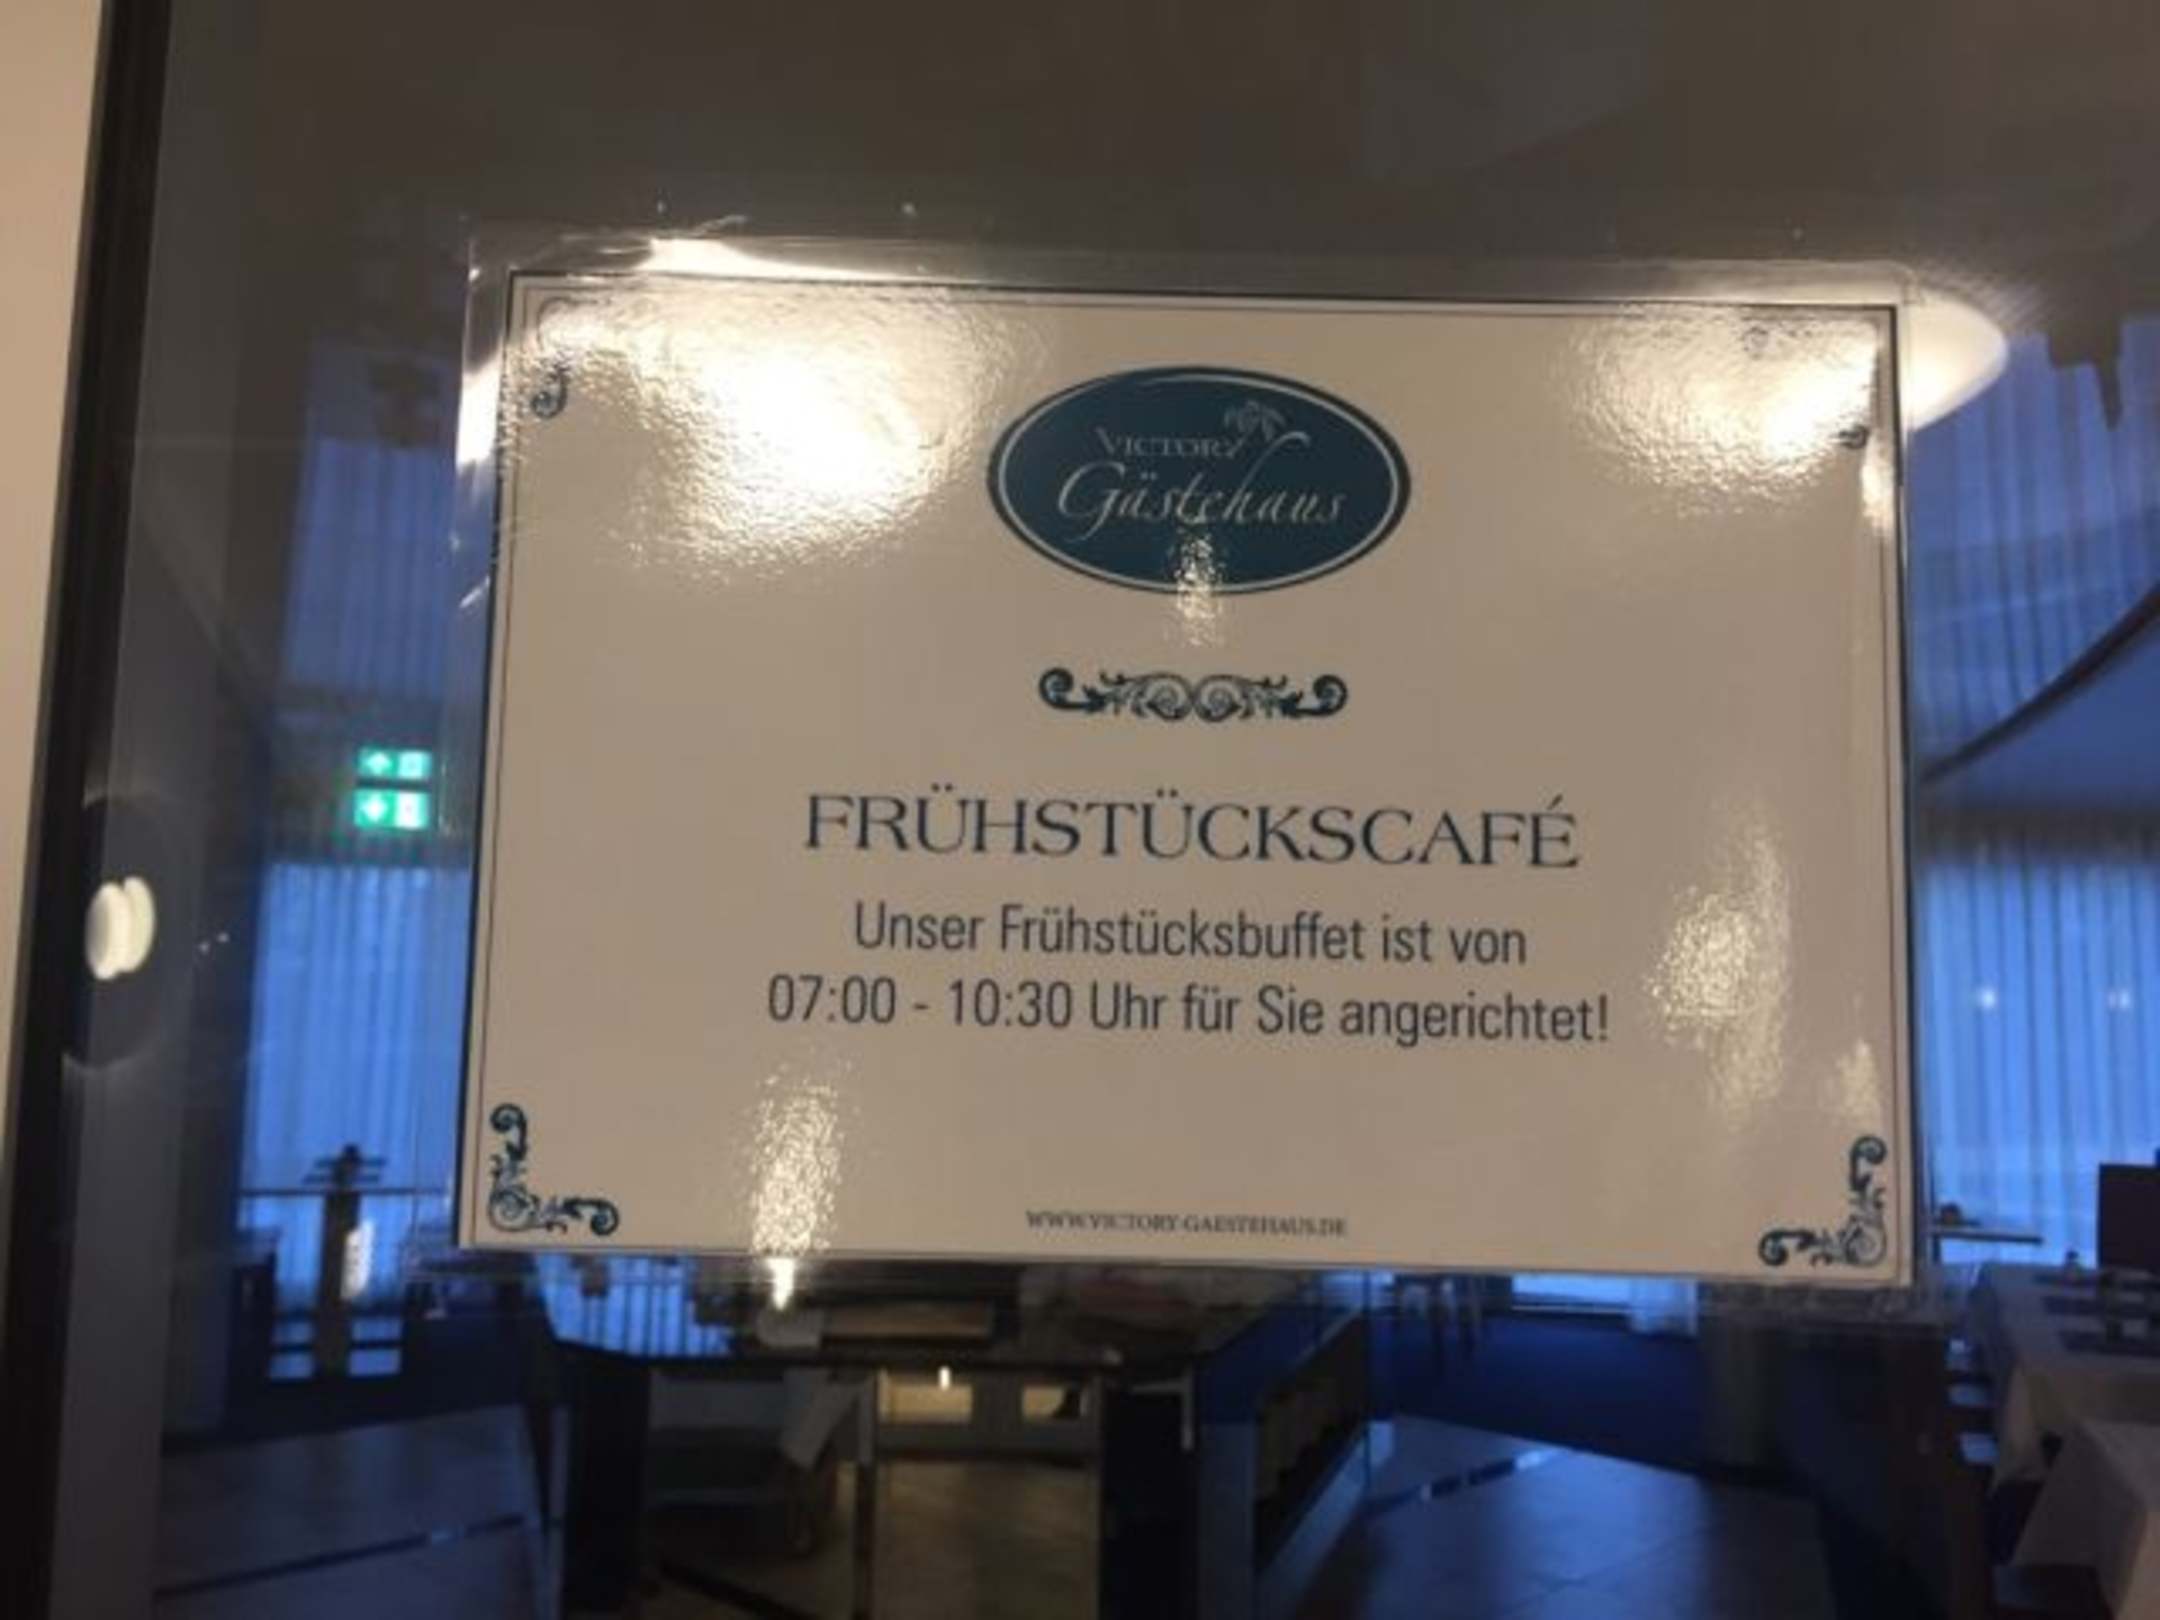 VICTORY
Gästehaus
FRÜHSTÜCKSCAFÉ
Unser Frühstücksbuffet ist von
07:00 - 10:30 Uhr für Sie angerichtet!
WWW.VICTORY-GAESTEHAUS.DE